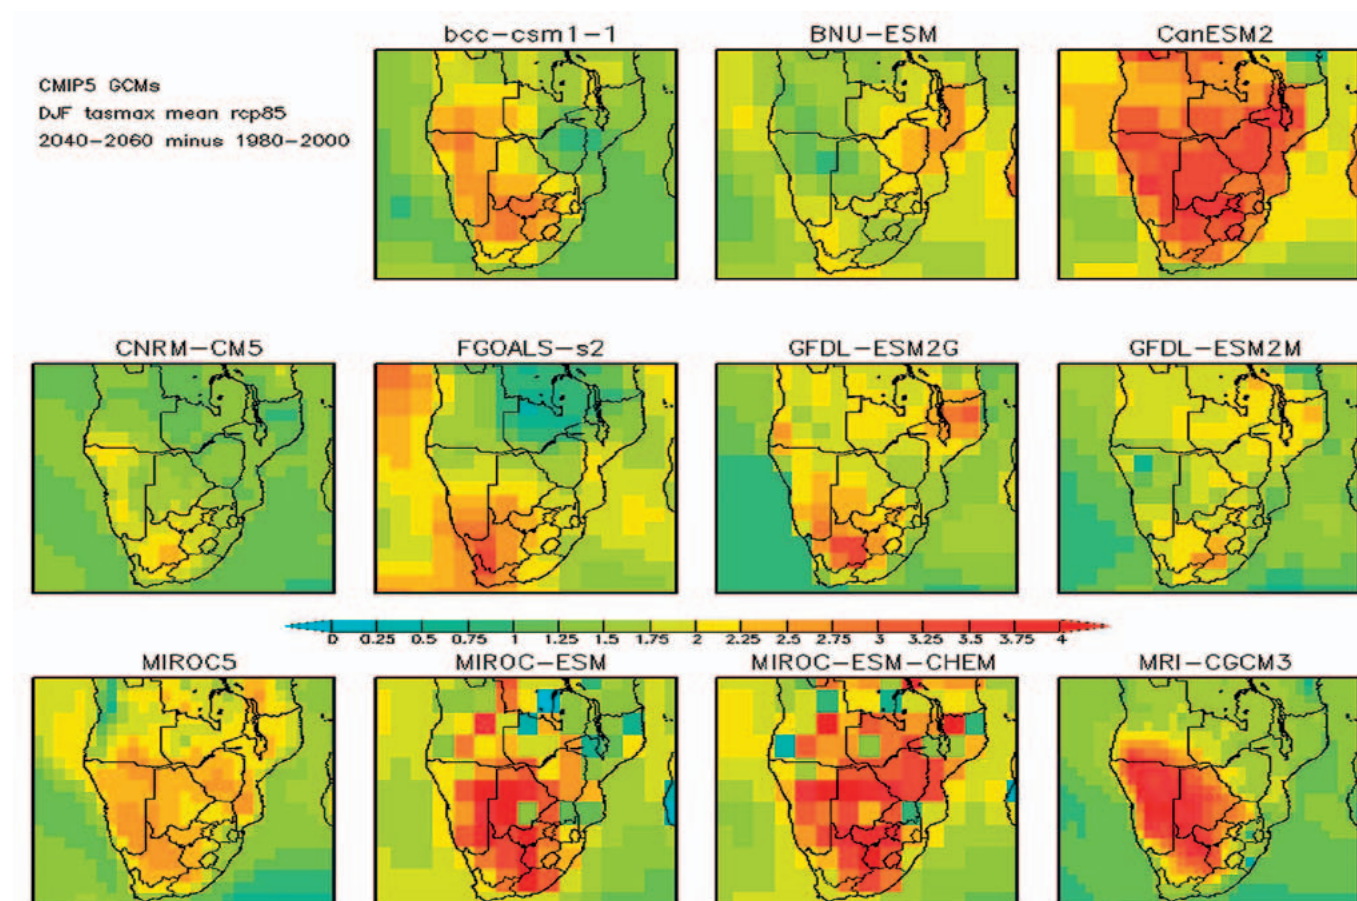 bcc-csm1-1
BNU-ESM
CanESM2
CMIP5 GCMs
DJF tasmax mean rcp85
2040-2060 minus 1980-2000
CNRM-CM5
FGOALS-s2
GFDL-ESM2G
GFDL-ESM2M
0 0.25 0.5 0.75 1 1.25 1.5 1.75 2 2.25 2.5 2.75 3 3.25 3.5 3.75 4
MIROC5
MIROC-ESM
MIROC-ESM-CHEM
MRI-CGCM3